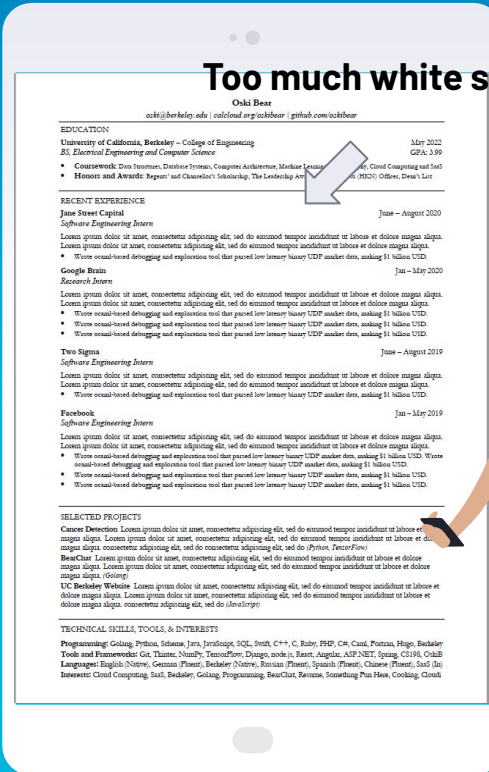 Too much white s
Oski Bear
oski@berkeley.edu | calcloud.org/oskibear | github.com/oskibear
EDUCATION
University of California, Berkeley – College of Engineering May 2022
BS, Electrical Engineering and Computer Science GPA: 3.99
• Coursework: Data Structures, Database Systems, Computer Architecture, Machine Learning y, Cloud Computing and SaaS
• Honors and Awards: Regents' and Chancellor's Scholarship, The Leadership Aw (HKN) Offices, Dean's List
RECENT EXPERIENCE
Jane Street Capital June – August 2020
Software Engineering Intern
Lorem ipsum dolor sit amet, consectetur adipiscing elit, sed do eiusmod tempor incididunt ut labore et dolore magna aliqua.
Lorem ipsum dolor sit amet, consectetur adipiscing elit, sed do eiusmod tempor incididunt ut labore et dolore magna aliqua.
• Wrote ocaml-based debugging and exploration tool that parsed low latency binary UDP market data, making $1 billion USD.
Google Brain Jan – May 2020
Research Intern
Lorem ipsum dolor sit amet, consectetur adipiscing elit, sed do eiusmod tempor incididunt ut labore et dolore magna aliqua.
Lorem ipsum dolor sit amet, consectetur adipiscing elit, sed do eiusmod tempor incididunt ut labore et dolore magna aliqua.
• Wrote ocaml-based debugging and exploration tool that parsed low latency binary UDP market data, making $1 billion USD.
• Wrote ocaml-based debugging and exploration tool that parsed low latency binary UDP market data, making $1 billion USD.
• Wrote ocaml-based debugging and exploration tool that parsed low latency binary UDP market data, making $1 billion USD.
Two Sigma June – August 2019
Software Engineering Intern
Lorem ipsum dolor sit amet, consectetur adipiscing elit, sed do eiusmod tempor incididunt ut labore et dolore magna aliqua.
Lorem ipsum dolor sit amet, consectetur adipiscing elit, sed do eiusmod tempor incididunt ut labore et dolore magna aliqua.
• Wrote ocaml-based debugging and exploration tool that parsed low latency binary UDP market data, making $1 billion USD.
Facebook Jan – May 2019
Software Engineering Intern
Lorem ipsum dolor sit amet, consectetur adipiscing elit, sed do eiusmod tempor incididunt ut labore et dolore magna aliqua.
Lorem ipsum dolor sit amet, consectetur adipiscing elit, sed do eiusmod tempor incididunt ut labore et dolore magna aliqua.
• Wrote ocaml-based debugging and exploration tool that parsed low latency binary UDP market data, making $1 billion USD. Wrote
ocaml-based debugging and exploration tool that parsed low latency binary UDP market data, making $1 billion USD.
• Wrote ocaml-based debugging and exploration tool that parsed low latency binary UDP market data, making $1 billion USD.
• Wrote ocaml-based debugging and exploration tool that parsed low latency binary UDP market data, making $1 billion USD.
SELECTED PROJECTS
Cancer Detection Lorem ipsum dolor sit amet, consectetur adipiscing elit, sed do eiusmod tempor incididunt ut labore et
magna aliqua. Lorem ipsum dolor sit amet, consectetur adipiscing elit, sed do eiusmod tempor incididunt ut labore et do
magna aliqua. consectetur adipiscing elit, sed do consectetur adipiscing elit, sed do (Python, TensorFlow)
BearChat Lorem ipsum dolor sit amet, consectetur adipiscing elit, sed do eiusmod tempor incididunt ut labore et dolore
magna aliqua. Lorem ipsum dolor sit amet, consectetur adipiscing elit, sed do eiusmod tempor incididunt ut labore et dolore
magna aliqua. (Golang)
UC Berkeley Website Lorem ipsum dolor sit amet, consectetur adipiscing elit, sed do eiusmod tempor incididunt ut labore et
dolore magna aliqua. Lorem ipsum dolor sit amet, consectetur adipiscing elit, sed do eiusmod tempor incididunt ut labore et
dolore magna aliqua. consectetur adipiscing elit, sed do (JavaScript)
TECHNICAL SKILLS, TOOLS, & INTERESTS
Programming: Golang, Python, Scheme, Java, JavaScript, SQL, Swift, C++, C, Ruby, PHP, C#, Caml, Fortran, Hugo, Berkeley
Tools and Frameworks: Git, Tkinter, NumPy, TensorFlow, Django, node.js, React, Angular, ASP.NET, Spring, CS198, OskiB
Languages: English (Native), German (Fluent), Berkeley (Native), Russian (Fluent), Spanish (Fluent), Chinese (Fluent), SaaS (In)
Interests: Cloud Computing, SaaS, Berkeley, Golang, Programming, BearChat, Resume, Something Fun Here, Cooking, Cloudi